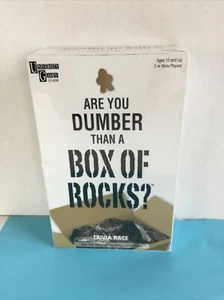 UNIVERSITY
GAMES
Ages 12 and Up
2 or More Players
ARE YOU
DUMBER
THAN A
BOX OF
ROCKS?
TRIVIA RACE